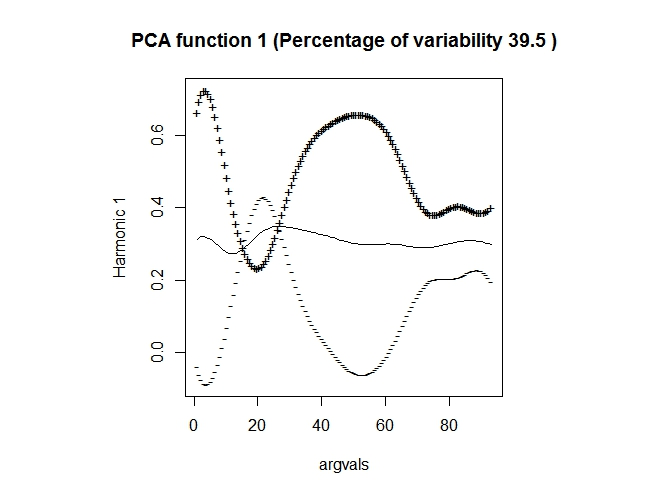 PCA function 1 (Percentage of variability 39.5 )
Harmonic 1
0.6
0.4
0.2
0.0
0 20 40 60 80
argvals